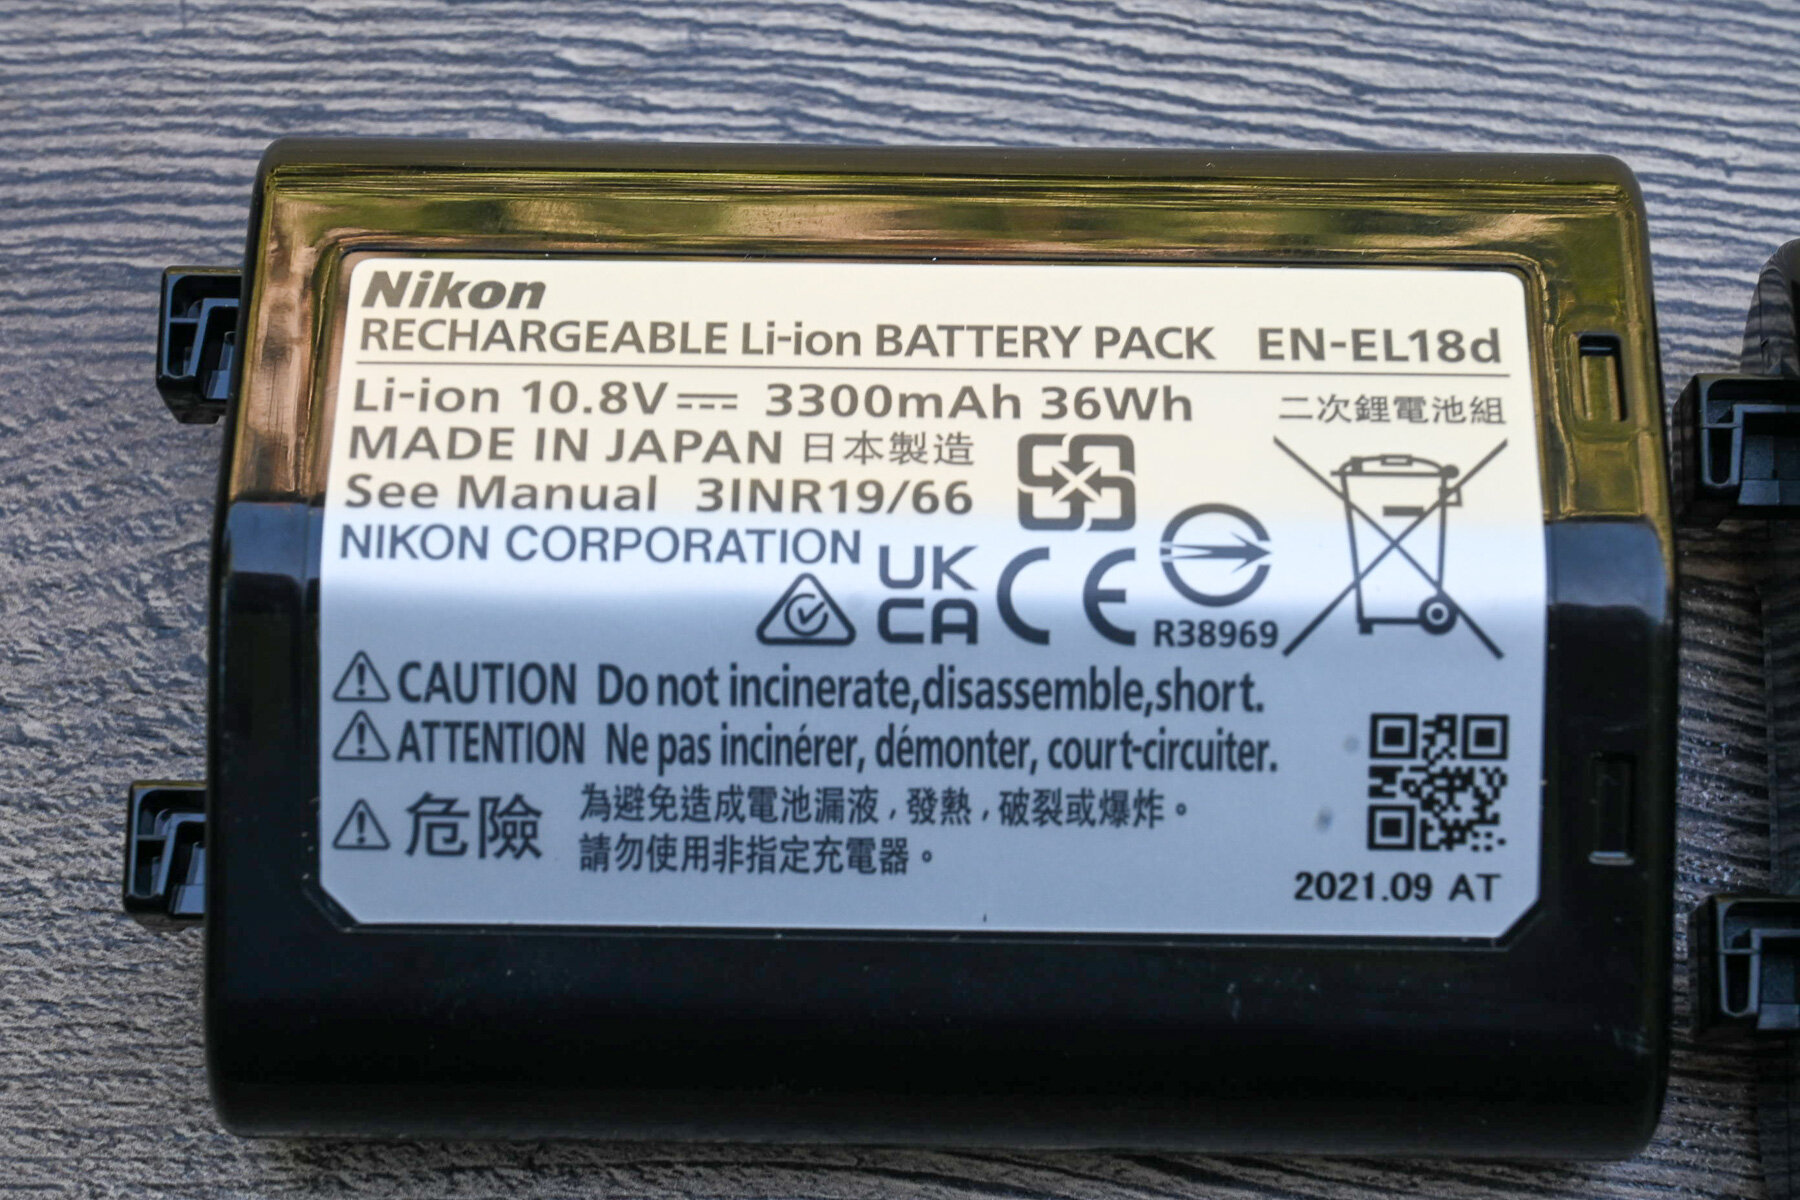 Nikon
RECHARGEABLE Li-ion BATTERY PACK EN-EL18d
Li-ion 10.8V 3300mAh 36Wh 二次鋰電池組
MADE IN JAPAN 日本製造
See Manual 3INR19/66
NIKON CORPORATION
UK
CA CE
R38969
CAUTION Do not incinerate,disassemble,short.
ATTENTION Ne pas incinérer, démonter, court-circuiter.
危險 為避免造成電池漏液,發熱,破裂或爆炸。
請勿使用非指定充電器。
2021.09 AT